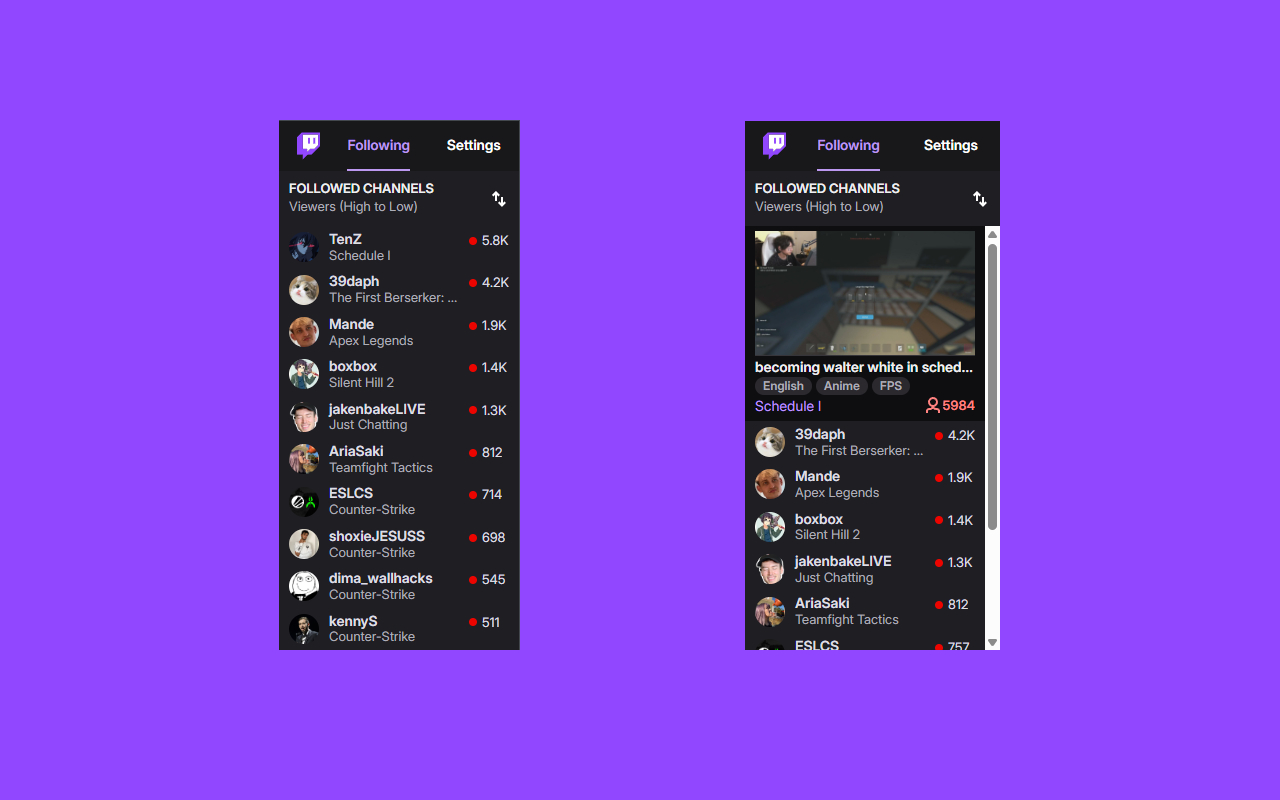 Following Settings
FOLLOWED CHANNELS
Viewers (High to Low)
TenZ 5.8K
Schedule I
39daph 4.2K
The First Berserker: ...
Mande 1.9K
Apex Legends
boxbox 1.4K
Silent Hill 2
jakenbakeLIVE 1.3K
Just Chatting
AriaSaki 812
Teamfight Tactics
ESLCS 714
Counter-Strike
shoxieJESUSS 698
Counter-Strike
dima_wallhacks 545
Counter-Strike
kennyS 511
Counter-Strike
Following Settings
FOLLOWED CHANNELS
Viewers (High to Low)
becoming walter white in sched...
English Anime FPS
Schedule I 5984
39daph 4.2K
The First Berserker: ...
Mande 1.9K
Apex Legends
boxbox 1.4K
Silent Hill 2
jakenbakeLIVE 1.3K
Just Chatting
AriaSaki 812
Teamfight Tactics
ESLCS 757